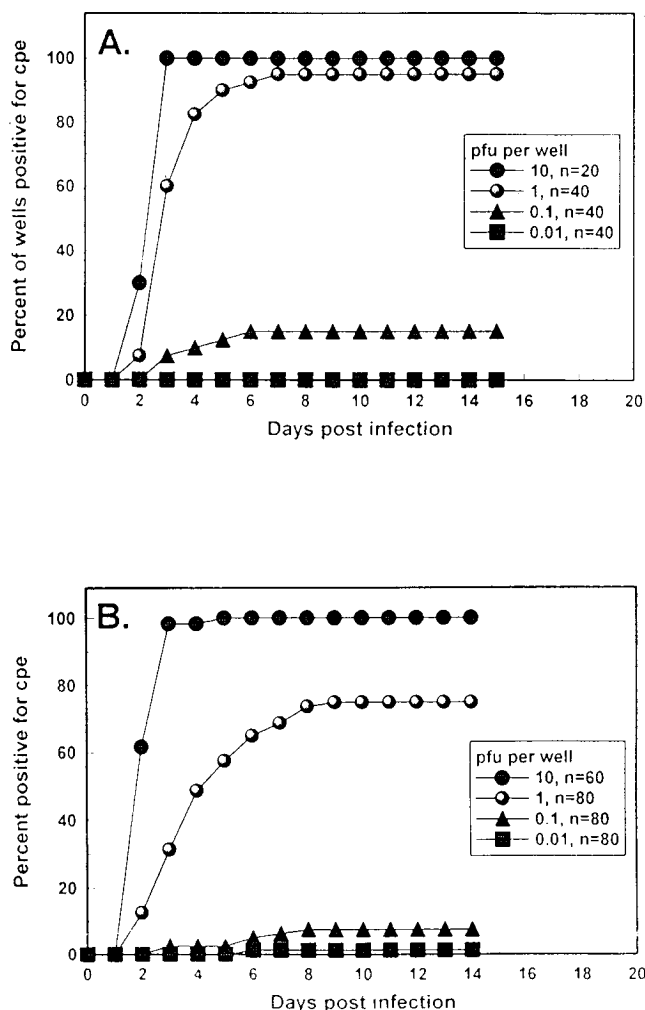 A.
Percent of wells positive for cpe
100
80
60
40
20
0
0 2 4 6 8 10 12 14 16 18 20
Days post infection
pfu per well
10, n=20
1, n=40
0.1, n=40
0.01, n=40
B.
Percent positive for cpe
100
80
60
40
20
0
0 2 4 6 8 10 12 14 16 18 20
Days post infection
pfu per well
10, n=60
1, n=80
0.1, n=80
0.01, n=80